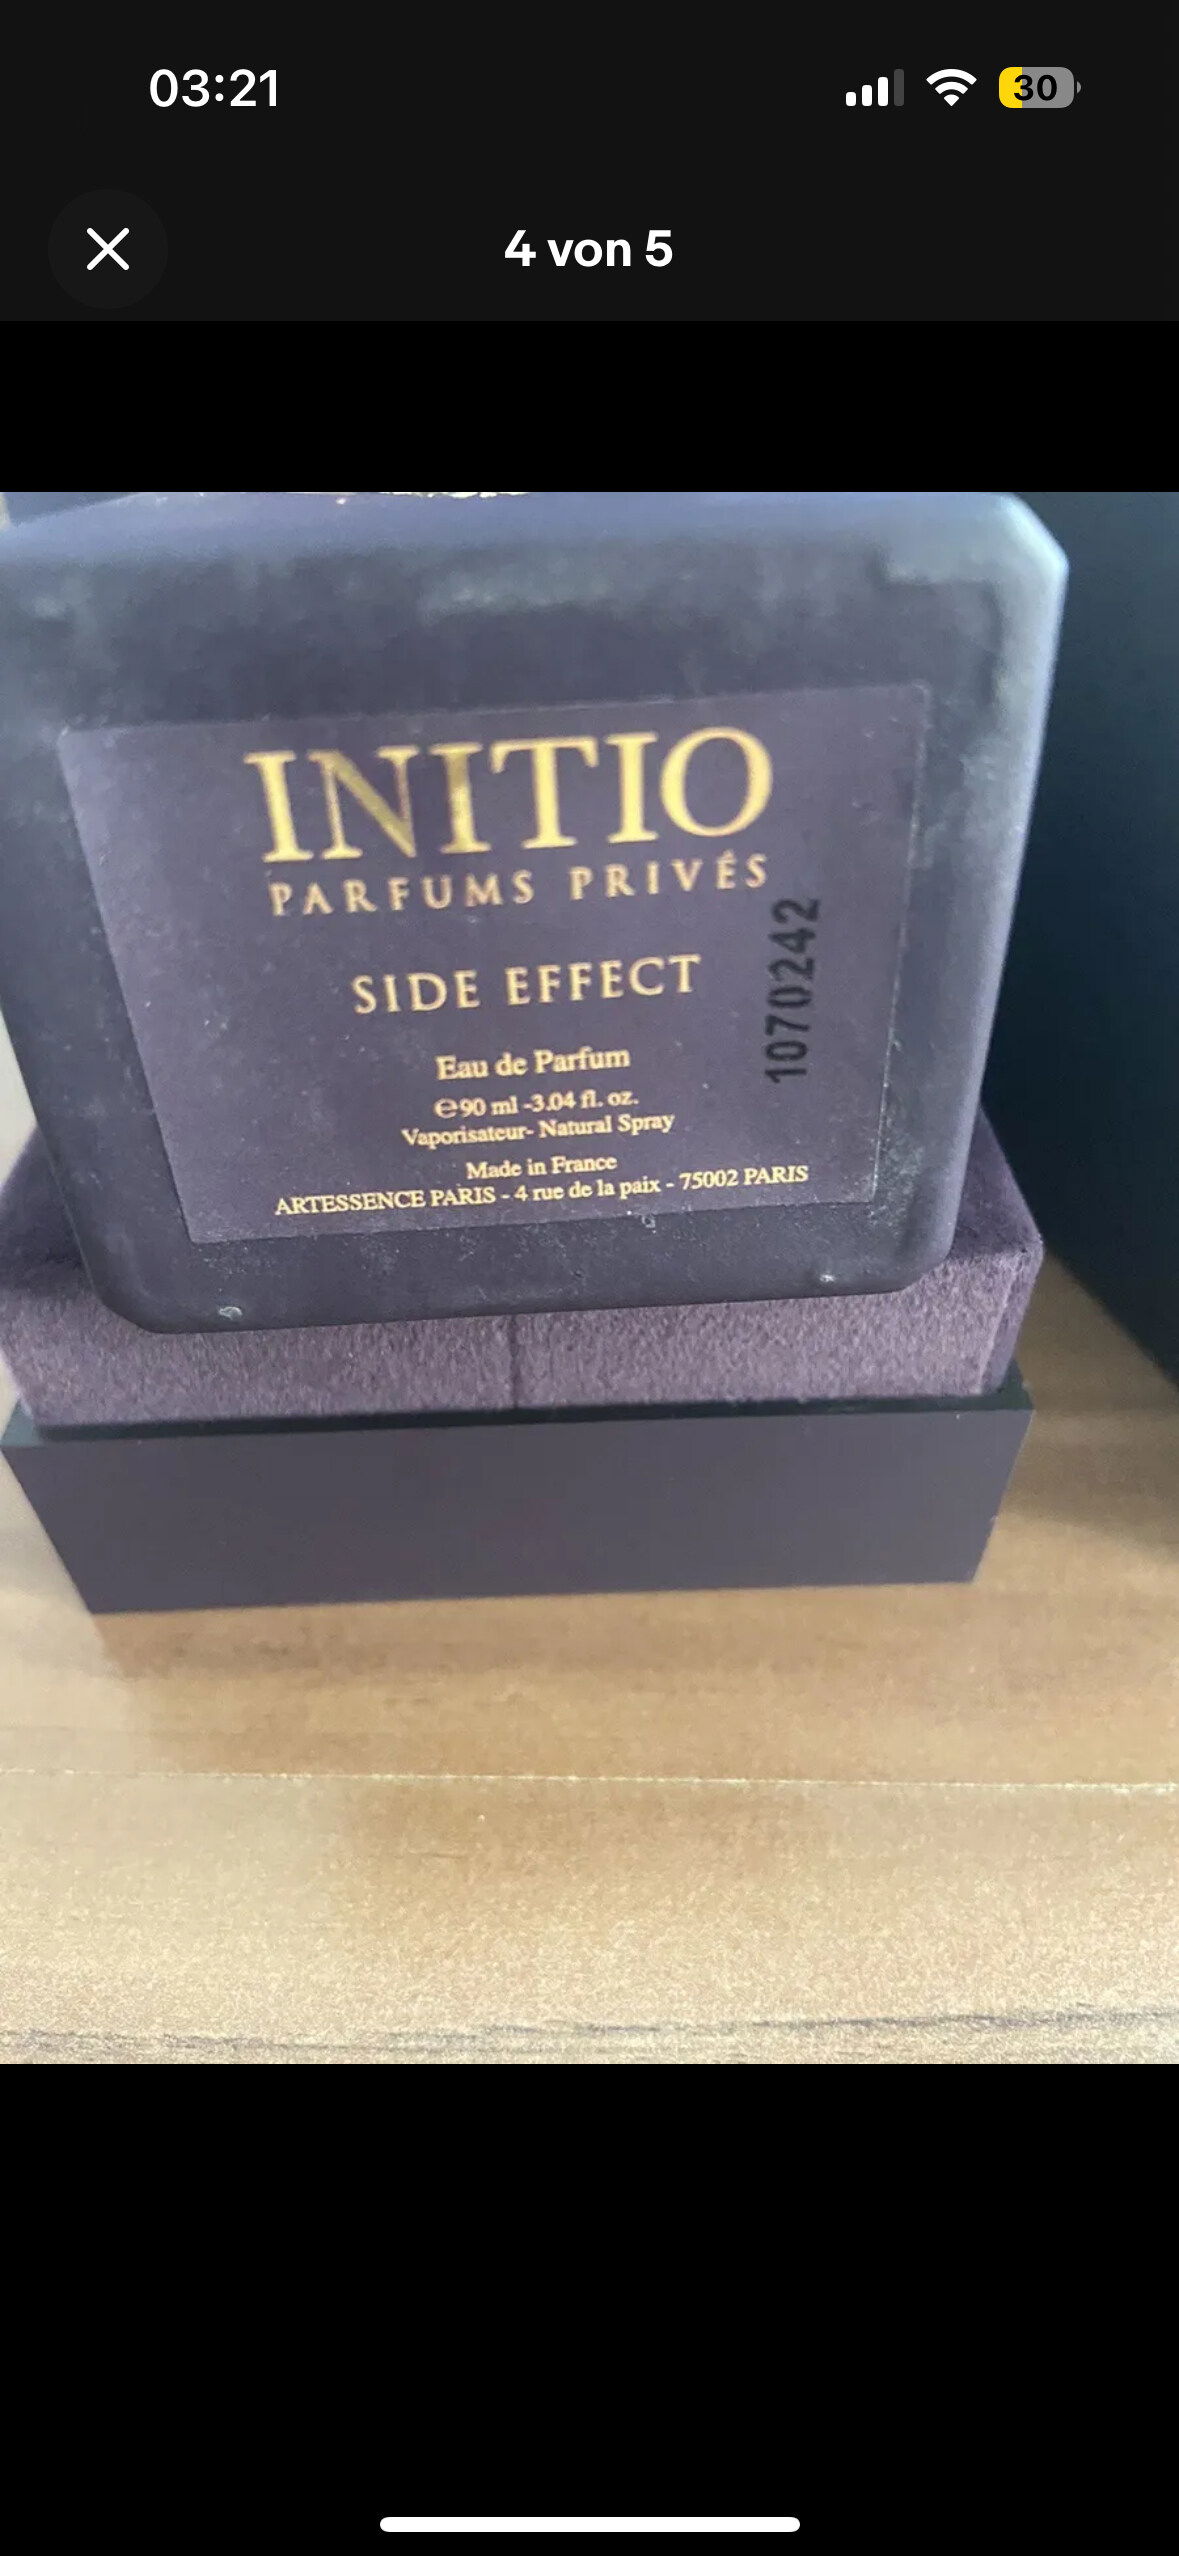 03:21
30
4 von 5
INITIO
PARFUMS PRIVÉS
SIDE EFFECT
1070242
Eau de Parfum
℮90 ml -3.04 fl. oz.
Vaporisateur- Natural Spray
Made in France
ARTESSENCE PARIS - 4 rue de la paix - 75002 PARIS